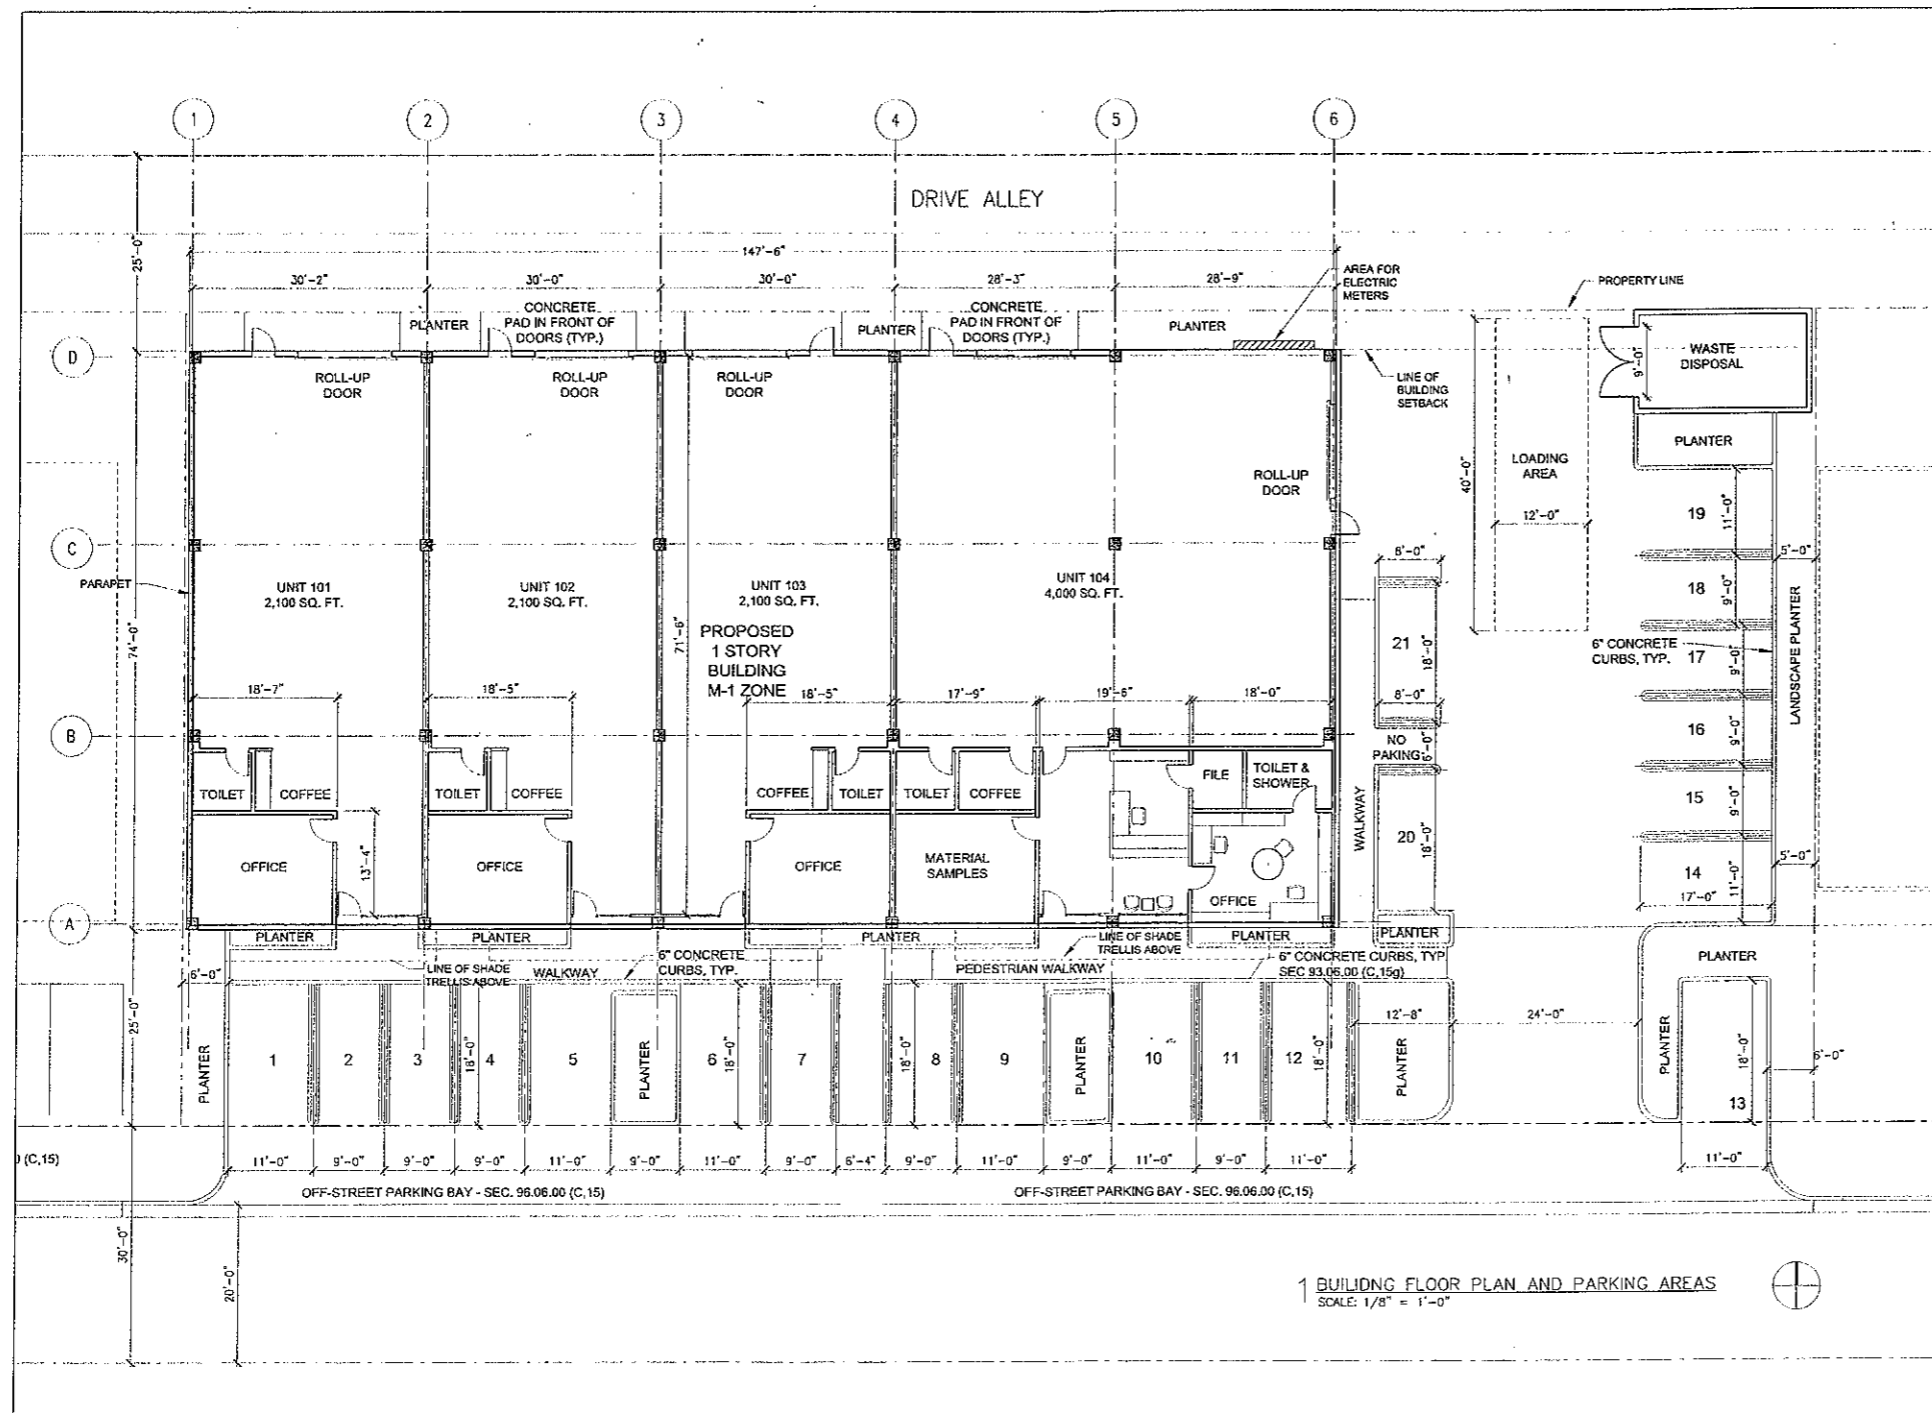 1
2
3
4
5
6
DRIVE ALLEY
25'-0"
147'-6"
30'-2"
30'-0"
30'-0"
28'-3"
28'-9"
AREA FOR
ELECTRIC
METERS
PROPERTY LINE
PLANTER
CONCRETE
PAD IN FRONT OF
DOORS (TYP.)
PLANTER
CONCRETE
PAD IN FRONT OF
DOORS (TYP.)
PLANTER
D
ROLL-UP
DOOR
ROLL-UP
DOOR
ROLL-UP
DOOR
LINE OF
BUILDING
SETBACK
9'-0"
WASTE
DISPOSAL
PLANTER
ROLL-UP
DOOR
40'-0"
LOADING
AREA
12'-0"
C
PARAPET
74'-0"
UNIT 101
2,100 SQ. FT.
UNIT 102
2,100 SQ. FT.
UNIT 103
2,100 SQ. FT.
UNIT 104
4,000 SQ. FT.
PROPOSED
1 STORY
BUILDING
M-1 ZONE
71'-6"
8'-0"
21
18'-0"
8'-0"
NO
PAKING
6'-0"
20
18'-0"
WALKWAY
19
11'-0"
5'-0"
18
9'-0"
6" CONCRETE
CURBS, TYP.
17
9'-0"
LANDSCAPE PLANTER
16
9'-0"
15
9'-0"
14
11'-0"
5'-0"
17'-0"
18'-7"
18'-5"
18'-5"
17'-9"
19'-6"
18'-0"
B
TOILET
COFFEE
TOILET
COFFEE
COFFEE
TOILET
TOILET
COFFEE
FILE
TOILET &
SHOWER
OFFICE
13'-4"
OFFICE
OFFICE
MATERIAL
SAMPLES
OFFICE
A
PLANTER
PLANTER
PLANTER
LINE OF SHADE
TRELLIS ABOVE
PLANTER
PLANTER
PLANTER
6'-0"
LINE OF SHADE
TRELLIS ABOVE
WALKWAY
6" CONCRETE
CURBS, TYP.
PEDESTRIAN WALKWAY
6" CONCRETE CURBS, TYP
SEC 93.06.00 (C,15g)
25'-0"
PLANTER
1
2
3
18'-0"
4
5
PLANTER
6
18'-0"
7
18'-0"
8
9
PLANTER
10
11
12
18'-0"
12'-8"
PLANTER
24'-0"
PLANTER
18'-0"
13
6'-0"
) (C,15)
11'-0"
9'-0"
9'-0"
9'-0"
11'-0"
9'-0"
11'-0"
9'-0"
6'-4"
9'-0"
11'-0"
9'-0"
11'-0"
9'-0"
11'-0"
11'-0"
OFF-STREET PARKING BAY - SEC. 96.06.00 (C,15)
OFF-STREET PARKING BAY - SEC. 96.06.00 (C,15)
30'-0"
20'-0"
1 BUILIDNG FLOOR PLAN AND PARKING AREAS
SCALE: 1/8" = 1'-0"